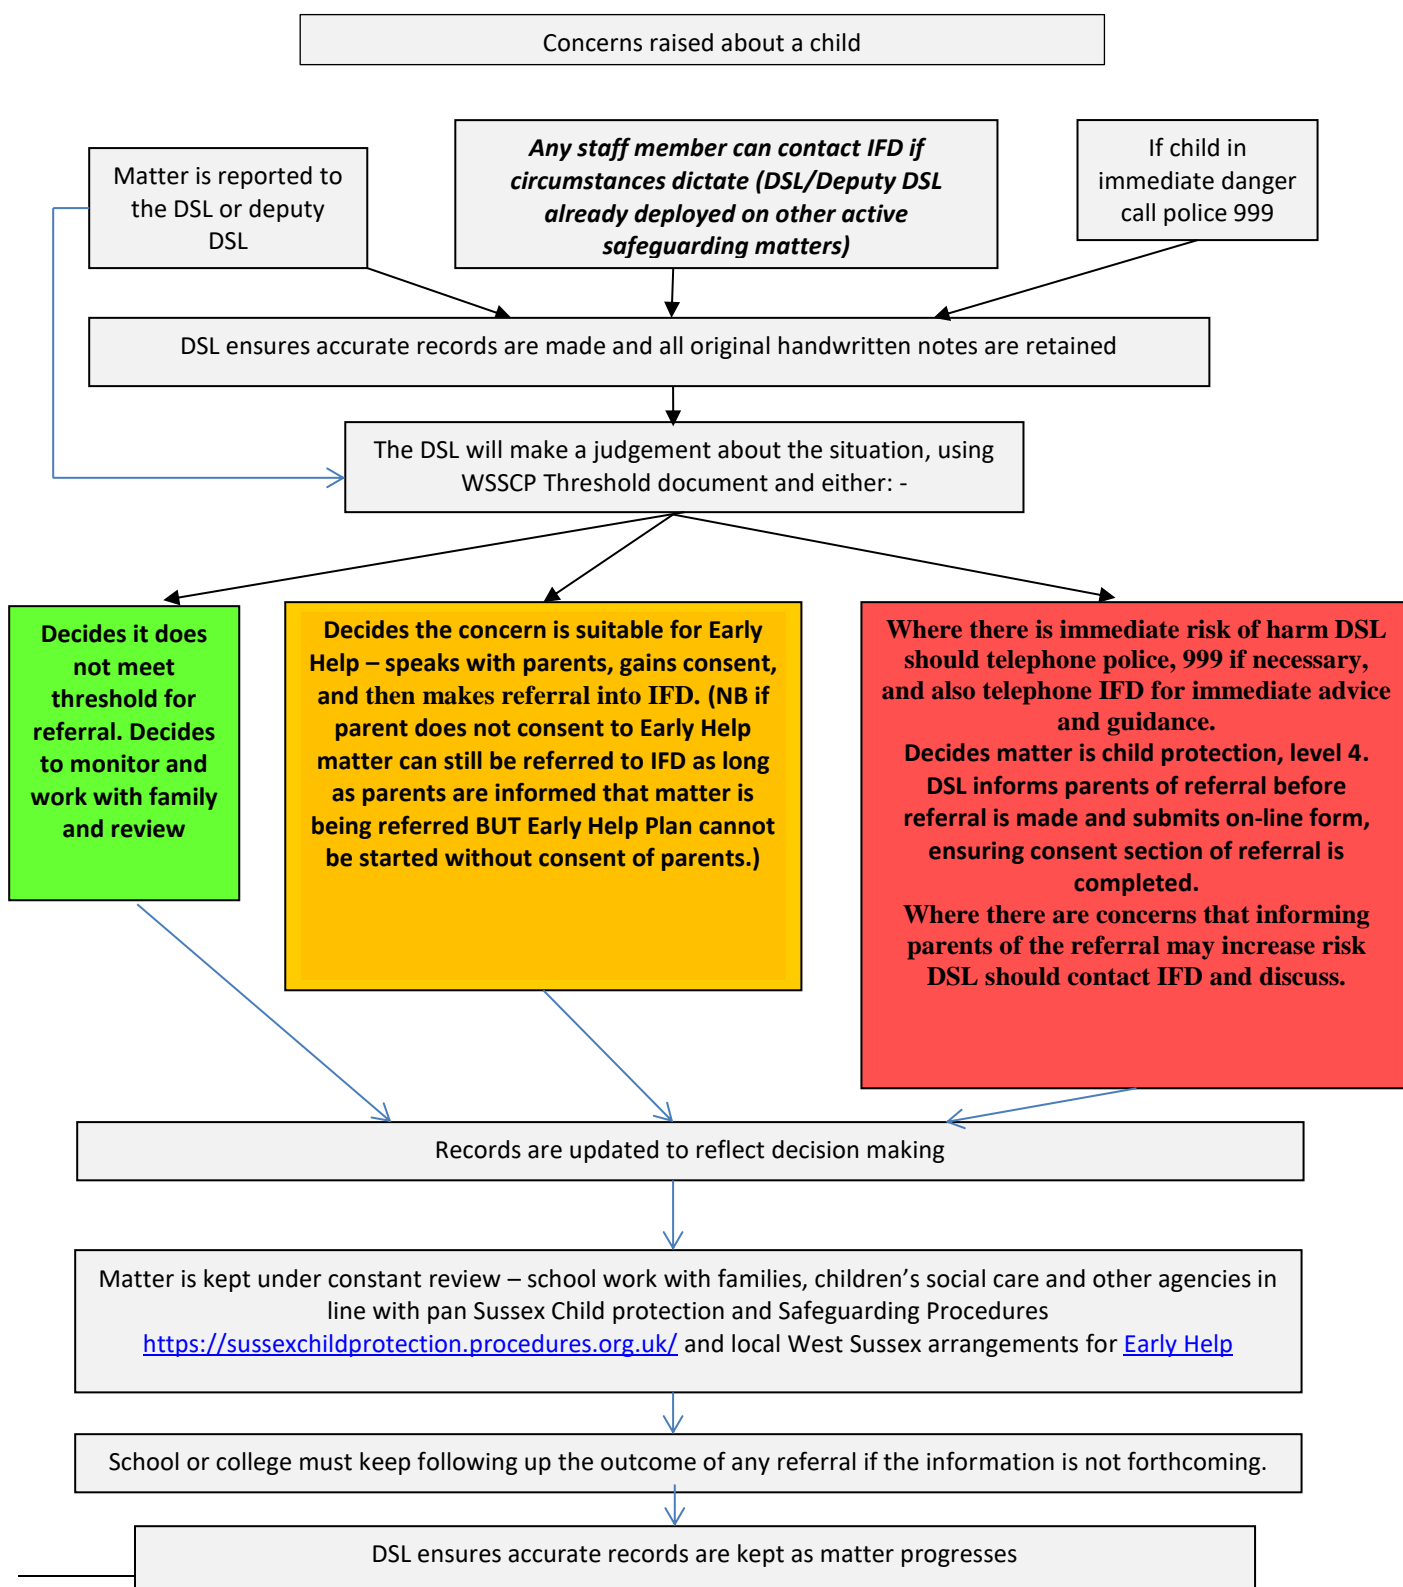 Concerns raised about a child
Matter is reported to
the DSL or deputy
DSL
Any staff member can contact IFD if
circumstances dictate (DSL/Deputy DSL
already deployed on other active
safeguarding matters)
If child in
immediate danger
call police 999
DSL ensures accurate records are made and all original handwritten notes are retained
The DSL will make a judgement about the situation, using
WSSCP Threshold document and either: -
Decides it does
not meet
threshold for
referral. Decides
to monitor and
work with family
and review
Decides the concern is suitable for Early
Help – speaks with parents, gains consent,
and then makes referral into IFD. (NB if
parent does not consent to Early Help
matter can still be referred to IFD as long
as parents are informed that matter is
being referred BUT Early Help Plan cannot
be started without consent of parents.)
Where there is immediate risk of harm DSL
should telephone police, 999 if necessary,
and also telephone IFD for immediate advice
and guidance.
Decides matter is child protection, level 4.
DSL informs parents of referral before
referral is made and submits on-line form,
ensuring consent section of referral is
completed.
Where there are concerns that informing
parents of the referral may increase risk
DSL should contact IFD and discuss.
Records are updated to reflect decision making
Matter is kept under constant review – school work with families, children’s social care and other agencies in
line with pan Sussex Child protection and Safeguarding Procedures
https://sussexchildprotection.procedures.org.uk/ and local West Sussex arrangements for Early Help
School or college must keep following up the outcome of any referral if the information is not forthcoming.
DSL ensures accurate records are kept as matter progresses